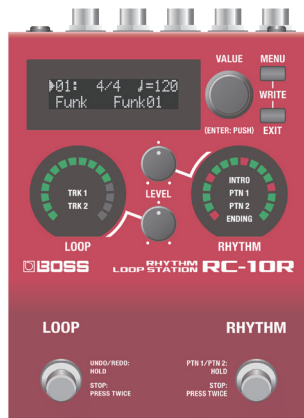 ▶01: 4/4 ♩=120
Funk Funk01
VALUE
(ENTER: PUSH)
MENU
WRITE
EXIT
TRK 1
TRK 2
LOOP
LEVEL
INTRO
PTN 1
PTN 2
ENDING
RHYTHM
BOSS
RHYTHM
LOOP STATION RC-10R
LOOP
UNDO/REDO:
HOLD
STOP:
PRESS TWICE
RHYTHM
PTN 1/PTN 2:
HOLD
STOP:
PRESS TWICE